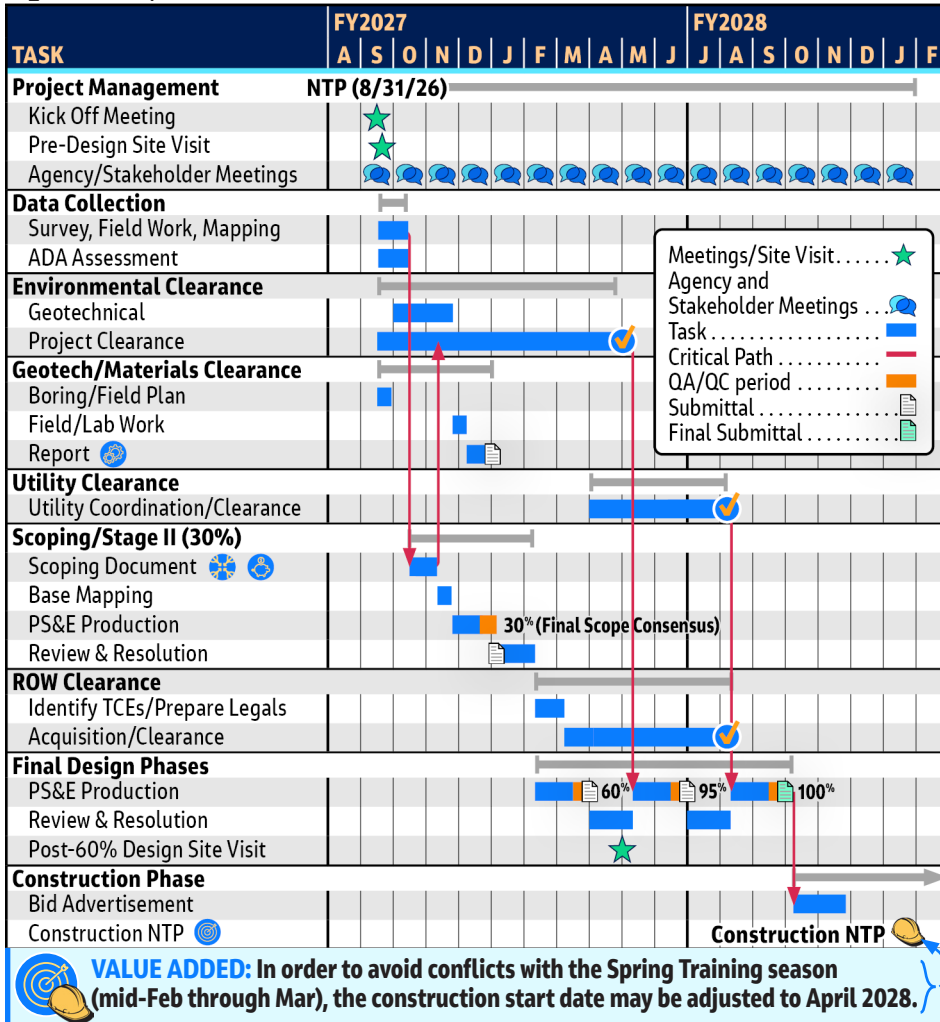 FY2027 FY2028
TASK A S O N D J F M A M J J A S O N D J F
Project Management NTP (8/31/26)
Kick Off Meeting
Pre-Design Site Visit
Agency/Stakeholder Meetings
Data Collection
Survey, Field Work, Mapping
ADA Assessment
Environmental Clearance
Geotechnical
Project Clearance
Geotech/Materials Clearance
Boring/Field Plan
Field/Lab Work
Report
Utility Clearance
Utility Coordination/Clearance
Scoping/Stage II (30%)
Scoping Document
Base Mapping
PS&E Production 30% (Final Scope Consensus)
Review & Resolution
ROW Clearance
Identify TCEs/Prepare Legals
Acquisition/Clearance
Final Design Phases
PS&E Production 60% 95% 100%
Review & Resolution
Post-60% Design Site Visit
Construction Phase
Bid Advertisement
Construction NTP Construction NTP
Meetings/Site Visit......
Agency and
Stakeholder Meetings ...
Task....................
Critical Path ............
QA/QC period ..........
Submittal ...............
Final Submittal .........
VALUE ADDED: In order to avoid conflicts with the Spring Training season
(mid-Feb through Mar), the construction start date may be adjusted to April 2028.